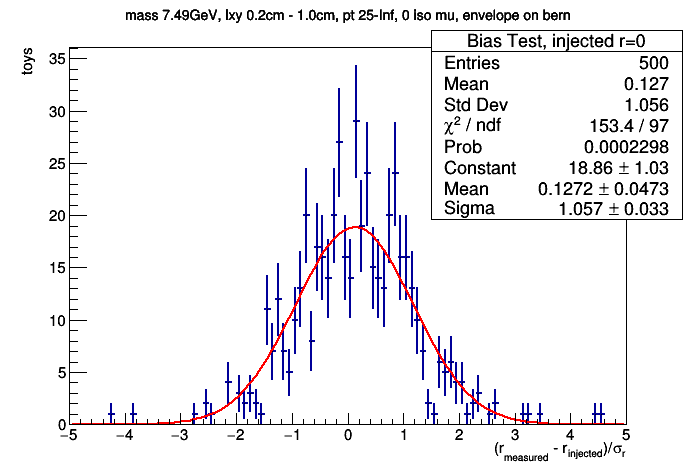 mass 7.49GeV, lxy 0.2cm - 1.0cm, pt 25-Inf, 0 Iso mu, envelope on bern
toys
Bias Test, injected r=0
Entries 500
Mean 0.127
Std Dev 1.056
χ² / ndf 153.4 / 97
Prob 0.0002298
Constant 18.86 ± 1.03
Mean 0.1272 ± 0.0473
Sigma 1.057 ± 0.033
35
30
25
20
15
10
5
0
−5 −4 −3 −2 −1 0 1 2 3 4 5
(r_measured - r_injected)/σ_r